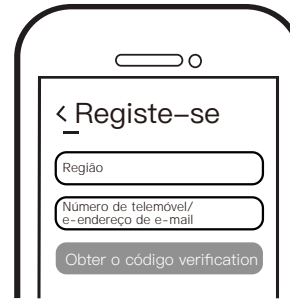 < Registe-se
Região
Número de telemóvel/
e-endereço de e-mail
Obter o código verification